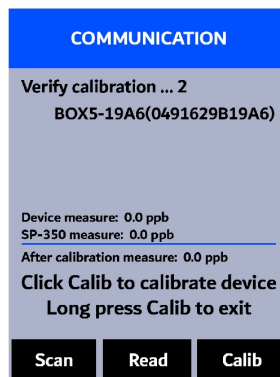 COMMUNICATION
Verify calibration ... 2
BOX5-19A6(0491629B19A6)
Device measure: 0.0 ppb
SP-350 measure: 0.0 ppb
After calibration measure: 0.0 ppb
Click Calib to calibrate device
Long press Calib to exit
Scan Read Calib